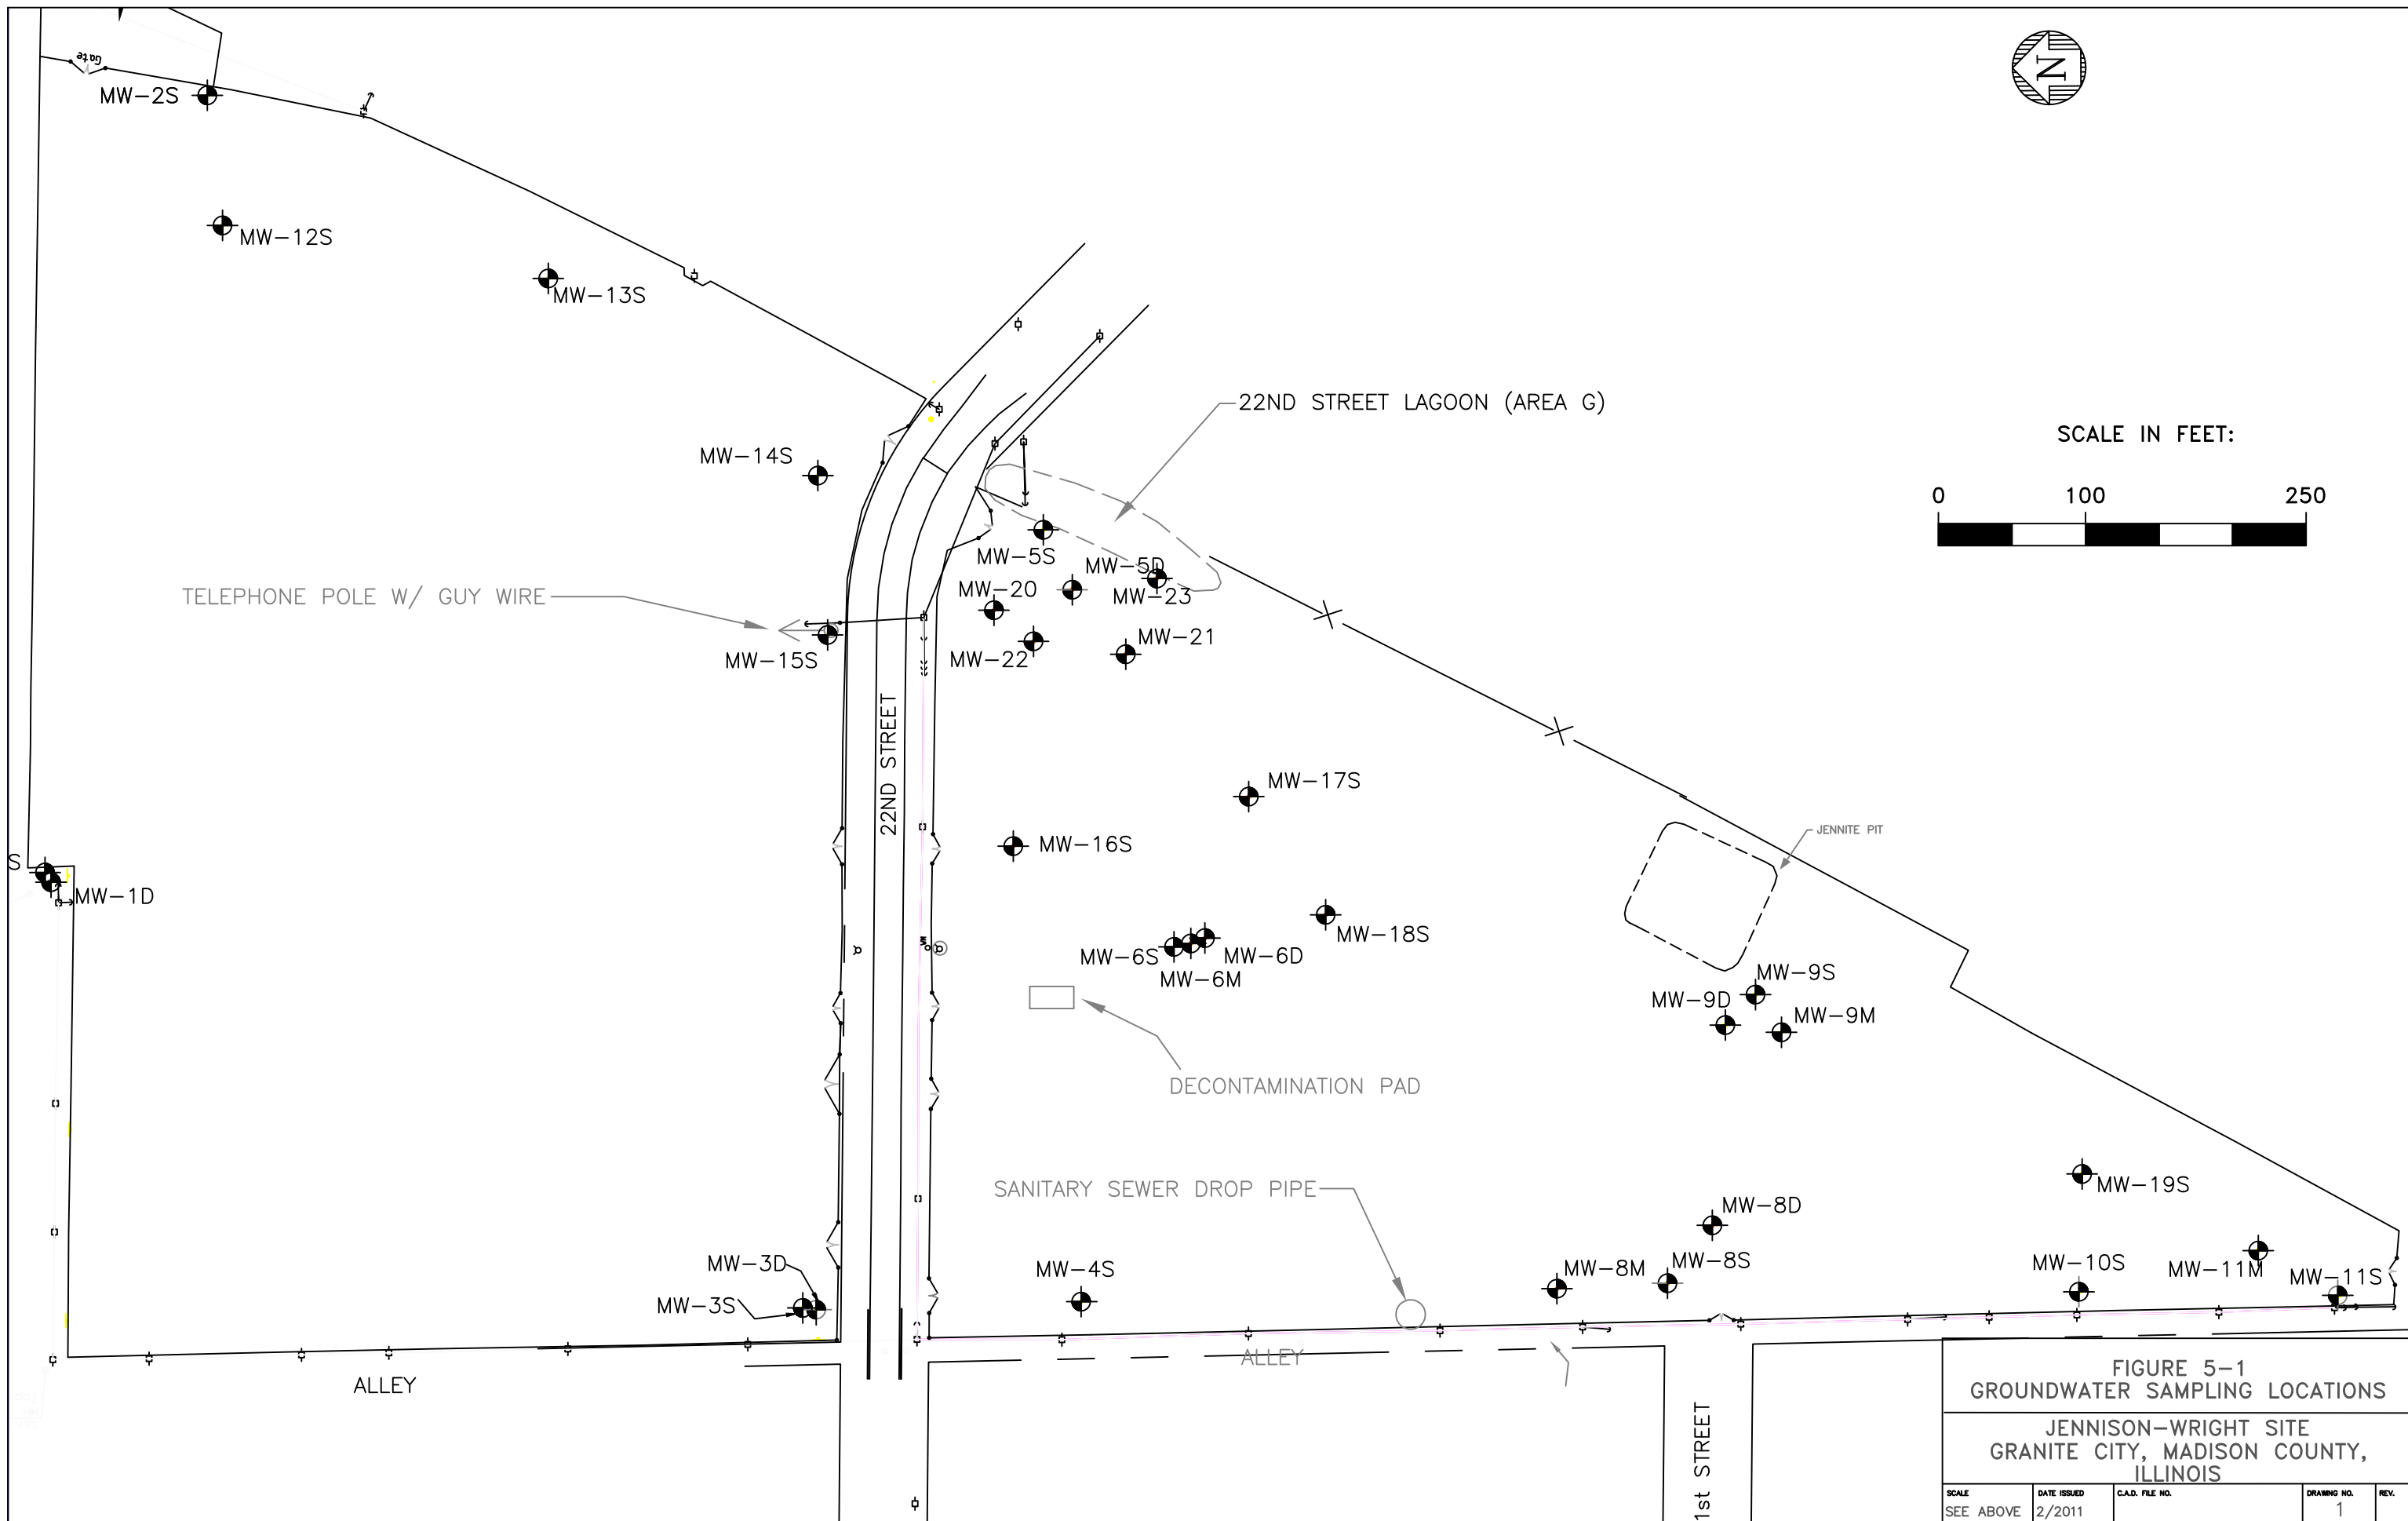 Gate
MW-2S
N
MW-12S
MW-13S
22ND STREET LAGOON (AREA G)
SCALE IN FEET:
MW-14S
0 100 250
MW-5S
MW-5D
TELEPHONE POLE W/ GUY WIRE
MW-20
MW-23
MW-21
MW-15S
MW-22
22ND STREET
MW-17S
JENNITE PIT
MW-16S
S
MW-1D
MW-18S
MW-6S
MW-6D
MW-6M
MW-9S
MW-9D
MW-9M
DECONTAMINATION PAD
SANITARY SEWER DROP PIPE
MW-19S
MW-8D
MW-3D
MW-4S
MW-8M
MW-8S
MW-10S
MW-11M
MW-11S
MW-3S
ALLEY
ALLEY
1st STREET
FIGURE 5-1
GROUNDWATER SAMPLING LOCATIONS
JENNISON-WRIGHT SITE
GRANITE CITY, MADISON COUNTY,
ILLINOIS
SCALE
SEE ABOVE
DATE ISSUED
2/2011
C.A.D. FILE NO.
DRAWING NO.
1
REV.